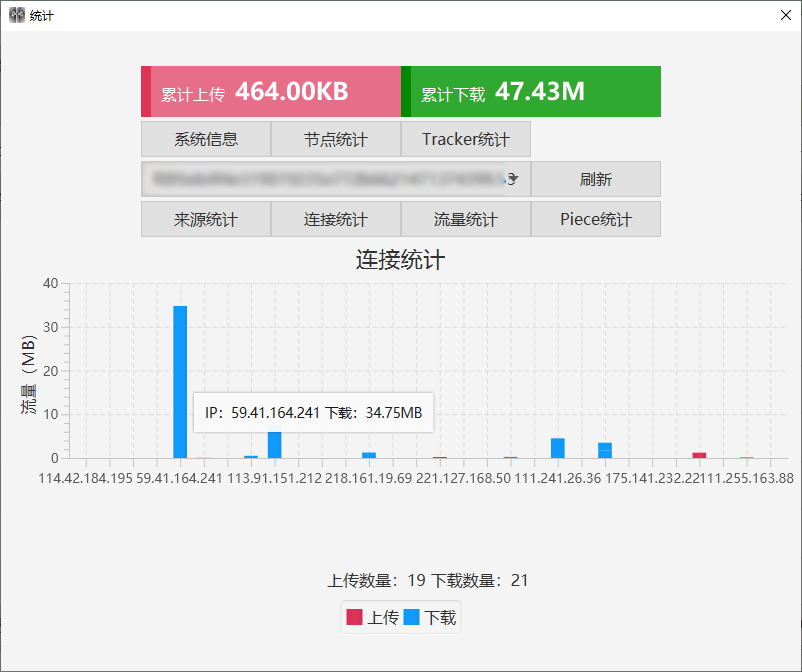 统计
累计上传 464.00KB 累计下载 47.43M
系统信息 节点统计 Tracker统计
刷新
来源统计 连接统计 流量统计 Piece统计
连接统计
流量（MB）
40
30
20
10
0
IP：59.41.164.241 下载：34.75MB
114.42.184.195 59.41.164.241 113.91.151.212 218.161.19.69 221.127.168.50 111.241.26.36 175.141.232.22111.255.163.88
上传数量：19 下载数量：21
上传 下载